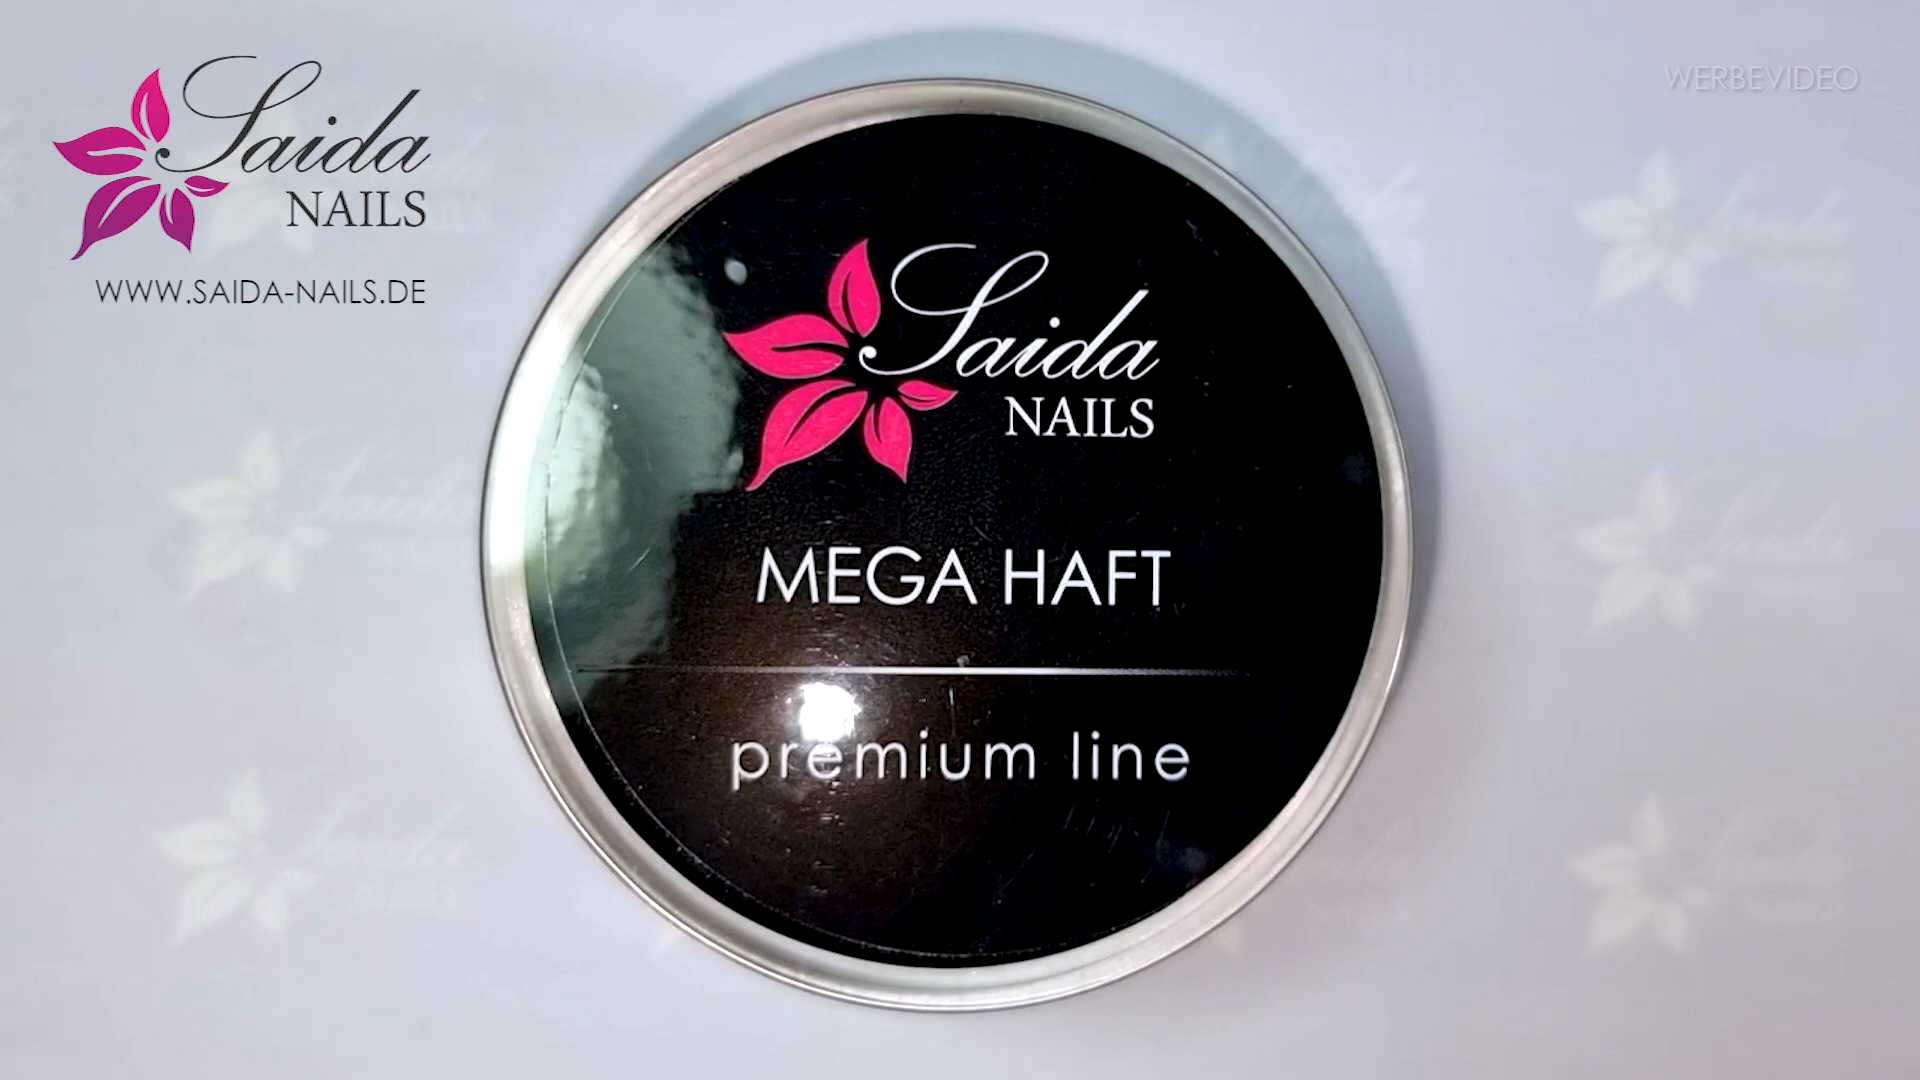 Saida
NAILS
WWW.SAIDA-NAILS.DE
WERBEVIDEO
Saida
NAILS
MEGA HAFT
premium line